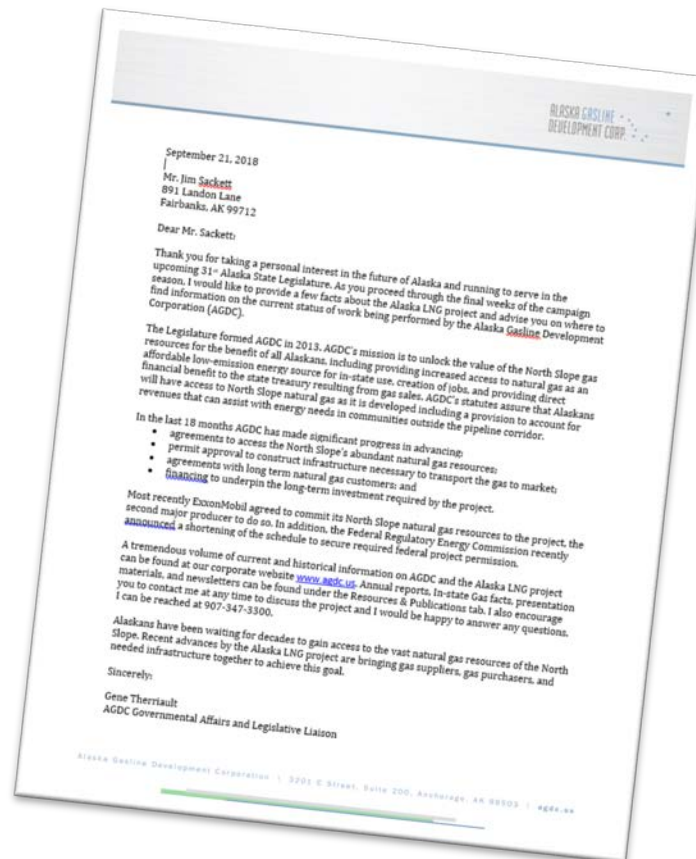 ALASKA GASLINE
DEVELOPMENT CORP.
September 21, 2018
Mr. Jim Sackett
891 Landon Lane
Fairbanks, AK 99712
Dear Mr. Sackett:
Thank you for taking a personal interest in the future of Alaska and running to serve in the
upcoming 31st Alaska State Legislature. As you proceed through the final weeks of the campaign
season, I would like to provide a few facts about the Alaska LNG project and advise you on where to
find information on the current status of work being performed by the Alaska Gasline Development
Corporation (AGDC).
The Legislature formed AGDC in 2013. AGDC's mission is to unlock the value of the North Slope gas
resources for the benefit of all Alaskans, including providing increased access to natural gas as an
affordable low-emission energy source for in-state use, creation of jobs, and providing direct
financial benefit to the state treasury resulting from gas sales. AGDC's statutes assure that Alaskans
will have access to North Slope natural gas as it is developed including a provision to account for
revenues that can assist with energy needs in communities outside the pipeline corridor.
In the last 18 months AGDC has made significant progress in advancing:
• agreements to access the North Slope's abundant natural gas resources;
• permit approval to construct infrastructure necessary to transport the gas to market;
• agreements with long term natural gas customers; and
• financing to underpin the long-term investment required by the project.
Most recently ExxonMobil agreed to commit its North Slope natural gas resources to the project, the
second major producer to do so. In addition, the Federal Regulatory Energy Commission recently
announced a shortening of the schedule to secure required federal project permission.
A tremendous volume of current and historical information on AGDC and the Alaska LNG project
can be found at our corporate website www.agdc.us. Annual reports, In-state Gas facts, presentation
materials, and newsletters can be found under the Resources & Publications tab. I also encourage
you to contact me at any time to discuss the project and I would be happy to answer any questions.
I can be reached at 907-347-3300.
Alaskans have been waiting for decades to gain access to the vast natural gas resources of the North
Slope. Recent advances by the Alaska LNG project are bringing gas suppliers, gas purchasers, and
needed infrastructure together to achieve this goal.
Sincerely:
Gene Therriault
AGDC Governmental Affairs and Legislative Liaison
Alaska Gasline Development Corporation | 3201 C Street, Suite 200, Anchorage, AK 99503 | agdc.us